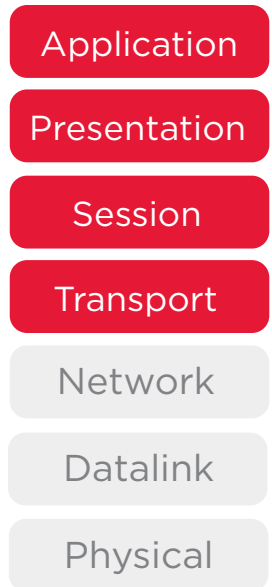 Application
Presentation
Session
Transport
Network
Datalink
Physical